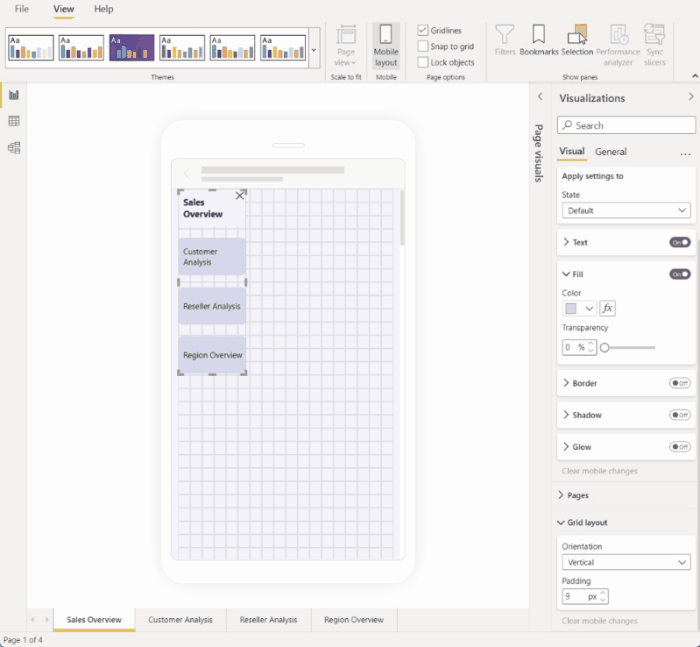 File View Help
Aa Aa Aa Aa Aa Aa
Page view
Mobile layout
Gridlines
Snap to grid
Lock objects
Filters
Bookmarks
Selection
Performance analyzer
Sync slicers
Themes
Scale to fit
Mobile
Page options
Show panes
Sales
Overview
Customer
Analysis
Reseller Analysis
Region Overview
Page visuals
Visualizations
Search
Visual General ...
Apply settings to
State
Default
Text On
Fill On
Color
fx
Transparency
0 %
Border Off
Shadow Off
Glow Off
Clear mobile changes
Pages
Grid layout
Orientation
Vertical
Padding
9 px
Clear mobile changes
Sales Overview Customer Analysis Reseller Analysis Region Overview
Page 1 of 4